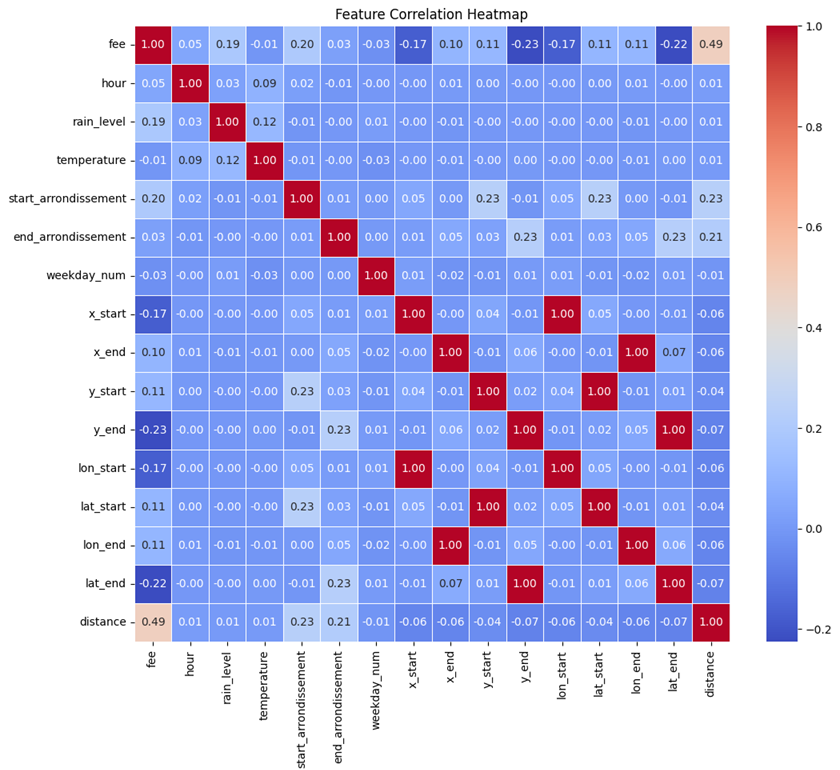 Feature Correlation Heatmap
fee 1.00 0.05 0.19 -0.01 0.20 0.03 -0.03 -0.17 0.10 0.11 -0.23 -0.17 0.11 0.11 -0.22 0.49
hour 0.05 1.00 0.03 0.09 0.02 -0.01 -0.00 -0.00 0.01 0.00 -0.00 -0.00 0.00 0.01 -0.00 0.01
rain_level 0.19 0.03 1.00 0.12 -0.01 -0.00 0.01 -0.00 -0.01 -0.00 -0.00 -0.00 -0.00 -0.01 -0.00 0.01
temperature -0.01 0.09 0.12 1.00 -0.01 -0.00 -0.03 -0.00 -0.01 -0.00 0.00 -0.00 -0.00 -0.01 0.00 0.01
start_arrondissement 0.20 0.02 -0.01 -0.01 1.00 0.01 0.00 0.05 0.00 0.23 -0.01 0.05 0.23 0.00 -0.01 0.23
end_arrondissement 0.03 -0.01 -0.00 -0.00 0.01 1.00 0.00 0.01 0.05 0.03 0.23 0.01 0.03 0.05 0.23 0.21
weekday_num -0.03 -0.00 0.01 -0.03 0.00 0.00 1.00 0.01 -0.02 -0.01 0.01 0.01 -0.01 -0.02 0.01 -0.01
x_start -0.17 -0.00 -0.00 -0.00 0.05 0.01 0.01 1.00 -0.00 0.04 -0.01 1.00 0.05 -0.00 -0.01 -0.06
x_end 0.10 0.01 -0.01 -0.01 0.00 0.05 -0.02 -0.00 1.00 -0.01 0.06 -0.00 -0.01 1.00 0.07 -0.06
y_start 0.11 0.00 -0.00 -0.00 0.23 0.03 -0.01 0.04 -0.01 1.00 0.02 0.04 1.00 -0.01 0.01 -0.04
y_end -0.23 -0.00 -0.00 0.00 -0.01 0.23 0.01 -0.01 0.06 0.02 1.00 -0.01 0.02 0.05 1.00 -0.07
lon_start -0.17 -0.00 -0.00 -0.00 0.05 0.01 0.01 1.00 -0.00 0.04 -0.01 1.00 0.05 -0.00 -0.01 -0.06
lat_start 0.11 0.00 -0.00 -0.00 0.23 0.03 -0.01 0.05 -0.01 1.00 0.02 0.05 1.00 -0.01 0.01 -0.04
lon_end 0.11 0.01 -0.01 -0.01 0.00 0.05 -0.02 -0.00 1.00 -0.01 0.05 -0.00 -0.01 1.00 0.06 -0.06
lat_end -0.22 -0.00 -0.00 0.00 -0.01 0.23 0.01 -0.01 0.07 0.01 1.00 -0.01 0.01 0.06 1.00 -0.07
distance 0.49 0.01 0.01 0.01 0.23 0.21 -0.01 -0.06 -0.06 -0.04 -0.07 -0.06 -0.04 -0.06 -0.07 1.00
fee
hour
rain_level
temperature
start_arrondissement
end_arrondissement
weekday_num
x_start
x_end
y_start
y_end
lon_start
lat_start
lon_end
lat_end
distance
1.0
0.8
0.6
0.4
0.2
0.0
−0.2